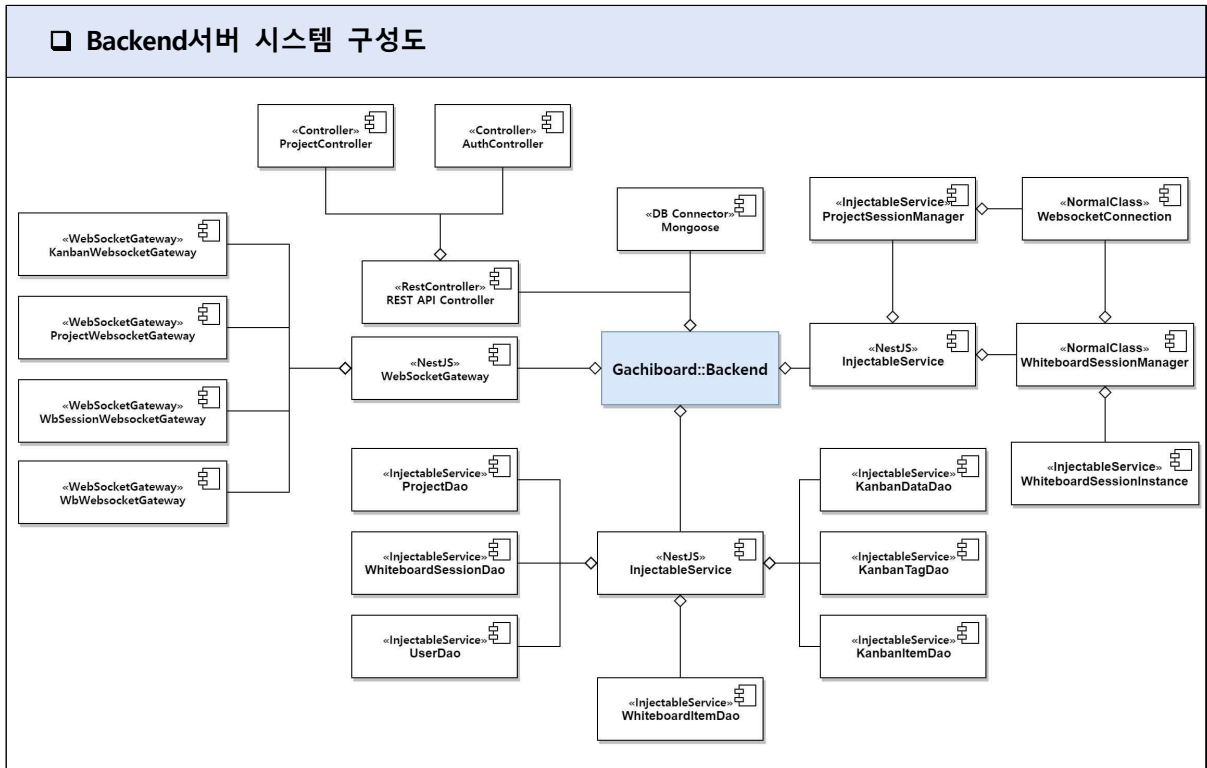 ❑ Backend서버 시스템 구성도
«Controller»
ProjectController
«Controller»
AuthController
«DB Connector»
Mongoose
«InjectableService»
ProjectSessionManager
«NormalClass»
WebsocketConnection
«WebSocketGateway»
KanbanWebsocketGateway
«RestController»
REST API Controller
«WebSocketGateway»
ProjectWebsocketGateway
«NestJS»
WebSocketGateway
Gachiboard::Backend
«NestJS»
InjectableService
«NormalClass»
WhiteboardSessionManager
«WebSocketGateway»
WbSessionWebsocketGateway
«WebSocketGateway»
WbWebsocketGateway
«InjectableService»
ProjectDao
«InjectableService»
KanbanDataDao
«InjectableService»
WhiteboardSessionInstance
«InjectableService»
WhiteboardSessionDao
«NestJS»
InjectableService
«InjectableService»
KanbanTagDao
«InjectableService»
UserDao
«InjectableService»
KanbanItemDao
«InjectableService»
WhiteboardItemDao